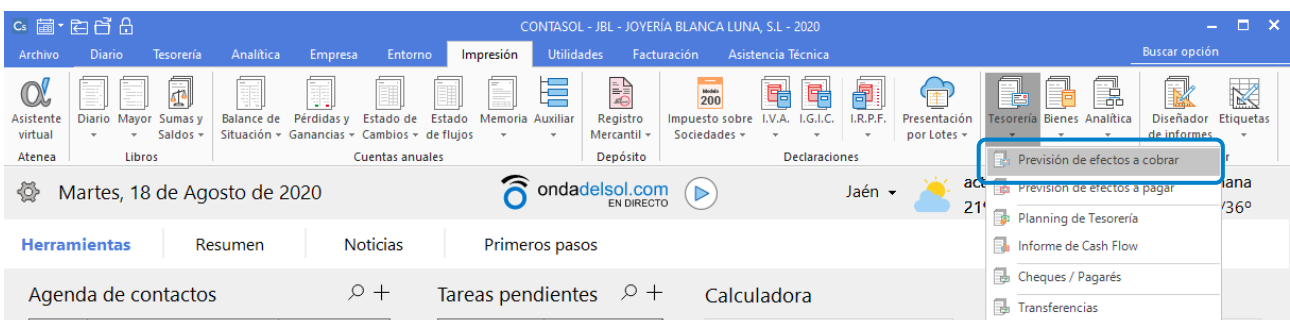 Cs
CONTASOL - JBL - JOYERÍA BLANCA LUNA, S.L - 2020
Archivo Diario Tesorería Analítica Empresa Entorno Impresión Utilidades Facturación Asistencia Técnica Buscar opción
Asistente virtual
Diario
Mayor
Sumas y Saldos
Balance de Situación
Pérdidas y Ganancias
Estado de Cambios
Estado de flujos
Memoria
Auxiliar
Registro Mercantil
Modelo 200
Impuesto sobre Sociedades
I.V.A.
I.G.I.C.
I.R.P.F.
Presentación por Lotes
Tesorería
Bienes
Analítica
Diseñador de informes
Etiquetas
Atenea Libros Cuentas anuales Depósito Declaraciones
Previsión de efectos a cobrar
Previsión de efectos a pagar
Planning de Tesorería
Informe de Cash Flow
Cheques / Pagarés
Transferencias
Martes, 18 de Agosto de 2020
ondadelsol.com
EN DIRECTO
Jaén
21º
/36º
Herramientas Resumen Noticias Primeros pasos
Agenda de contactos
Tareas pendientes
Calculadora